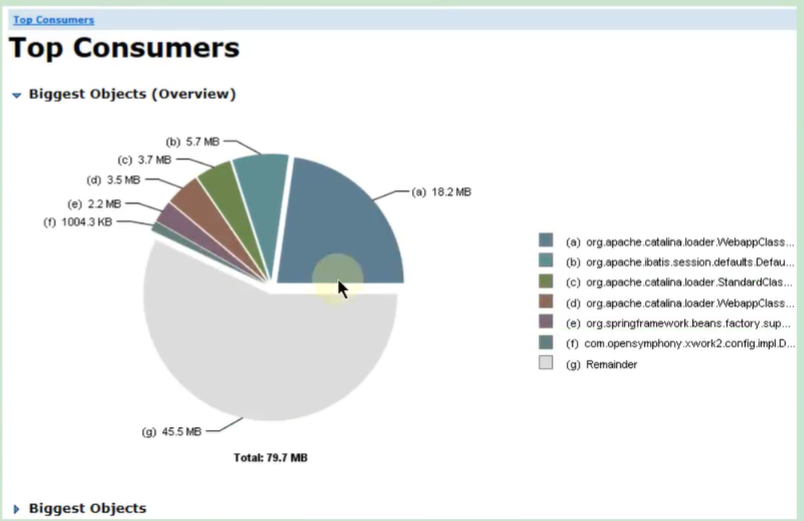 Top Consumers
Top Consumers
Biggest Objects (Overview)
(b) 5.7 MB
(c) 3.7 MB
(d) 3.5 MB
(e) 2.2 MB
(f) 1004.3 KB
(a) 18.2 MB
(a) org.apache.catalina.loader.WebappClass...
(b) org.apache.ibatis.session.defaults.Defau...
(c) org.apache.catalina.loader.StandardClas...
(d) org.apache.catalina.loader.WebappClass...
(e) org.springframework.beans.factory.sup...
(f) com.opensymphony.xwork2.config.impl.D...
(g) Remainder
(g) 45.5 MB
Total: 79.7 MB
Biggest Objects